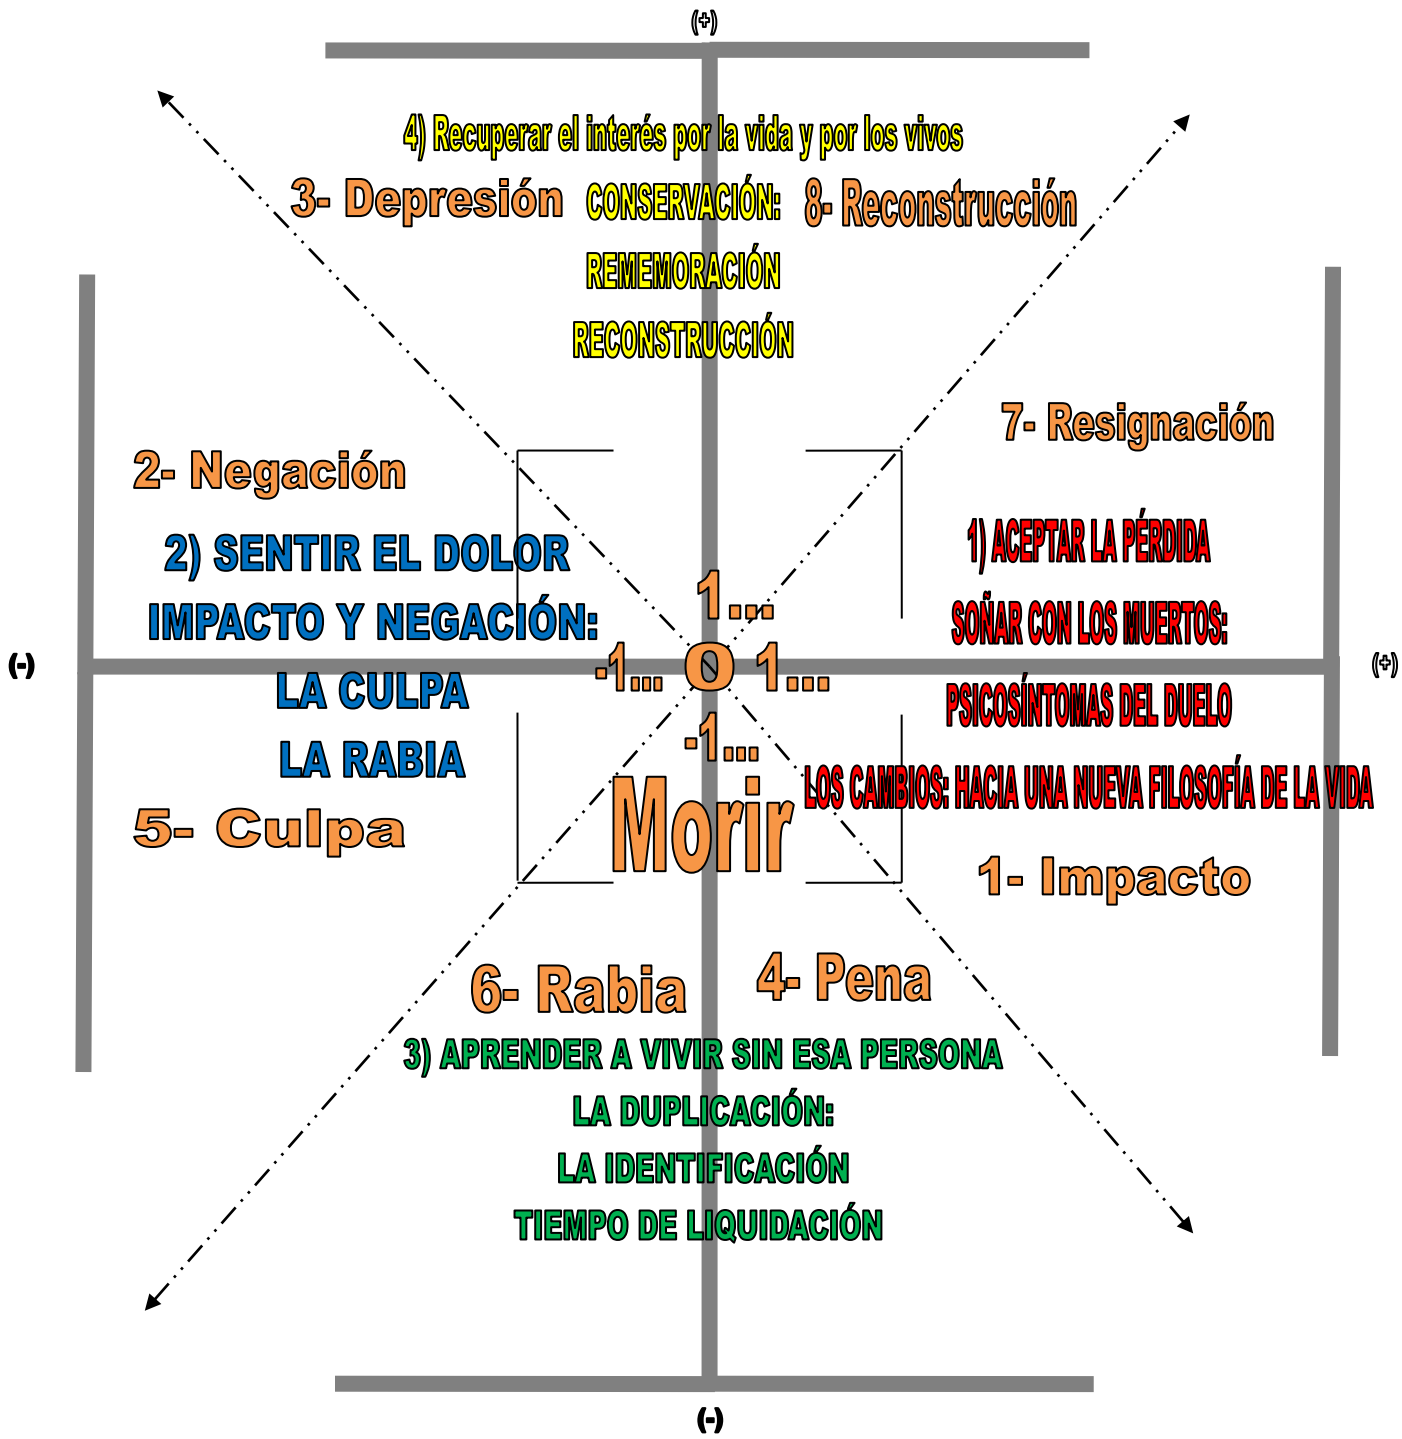 (+)
4) Recuperar el interés por la vida y por los vivos
3- Depresión
CONSERVACIÓN:
8- Reconstrucción
REMEMORACIÓN
RECONSTRUCCIÓN
7- Resignación
2- Negación
1) ACEPTAR LA PÉRDIDA
2) SENTIR EL DOLOR
1...
IMPACTO Y NEGACIÓN:
SOÑAR CON LOS MUERTOS:
(-)
-1...
0
1...
(+)
LA CULPA
PSICOSÍNTOMAS DEL DUELO
-1...
LA RABIA
LOS CAMBIOS: HACIA UNA NUEVA FILOSOFÍA DE LA VIDA
Morir
5- Culpa
1- Impacto
6- Rabia
4- Pena
3) APRENDER A VIVIR SIN ESA PERSONA
LA DUPLICACIÓN:
LA IDENTIFICACIÓN
TIEMPO DE LIQUIDACIÓN
(-)